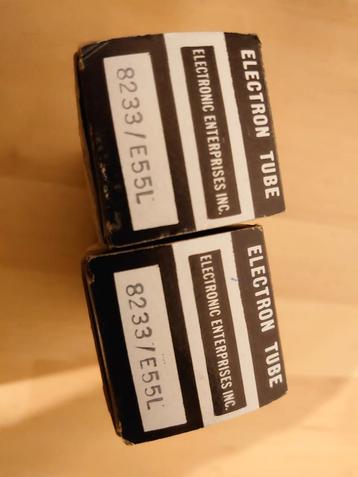 ELECTRON TUBE
ELECTRONIC ENTERPRISES INC.
8233/E55L
ELECTRON TUBE
ELECTRONIC ENTERPRISES INC.
8233/E55L